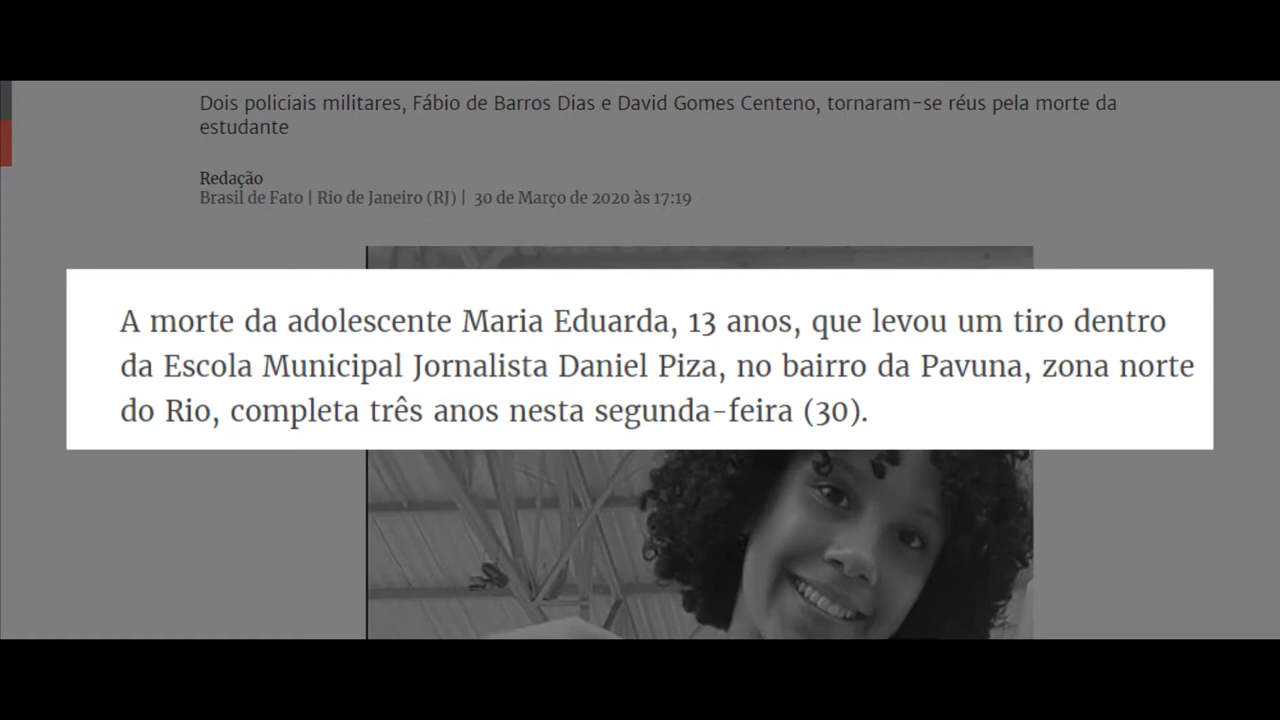 Dois policiais militares, Fábio de Barros Dias e David Gomes Centeno, tornaram-se réus pela morte da
estudante
Redação
Brasil de Fato | Rio de Janeiro (RJ) | 30 de Março de 2020 às 17:19
A morte da adolescente Maria Eduarda, 13 anos, que levou um tiro dentro
da Escola Municipal Jornalista Daniel Piza, no bairro da Pavuna, zona norte
do Rio, completa três anos nesta segunda-feira (30).